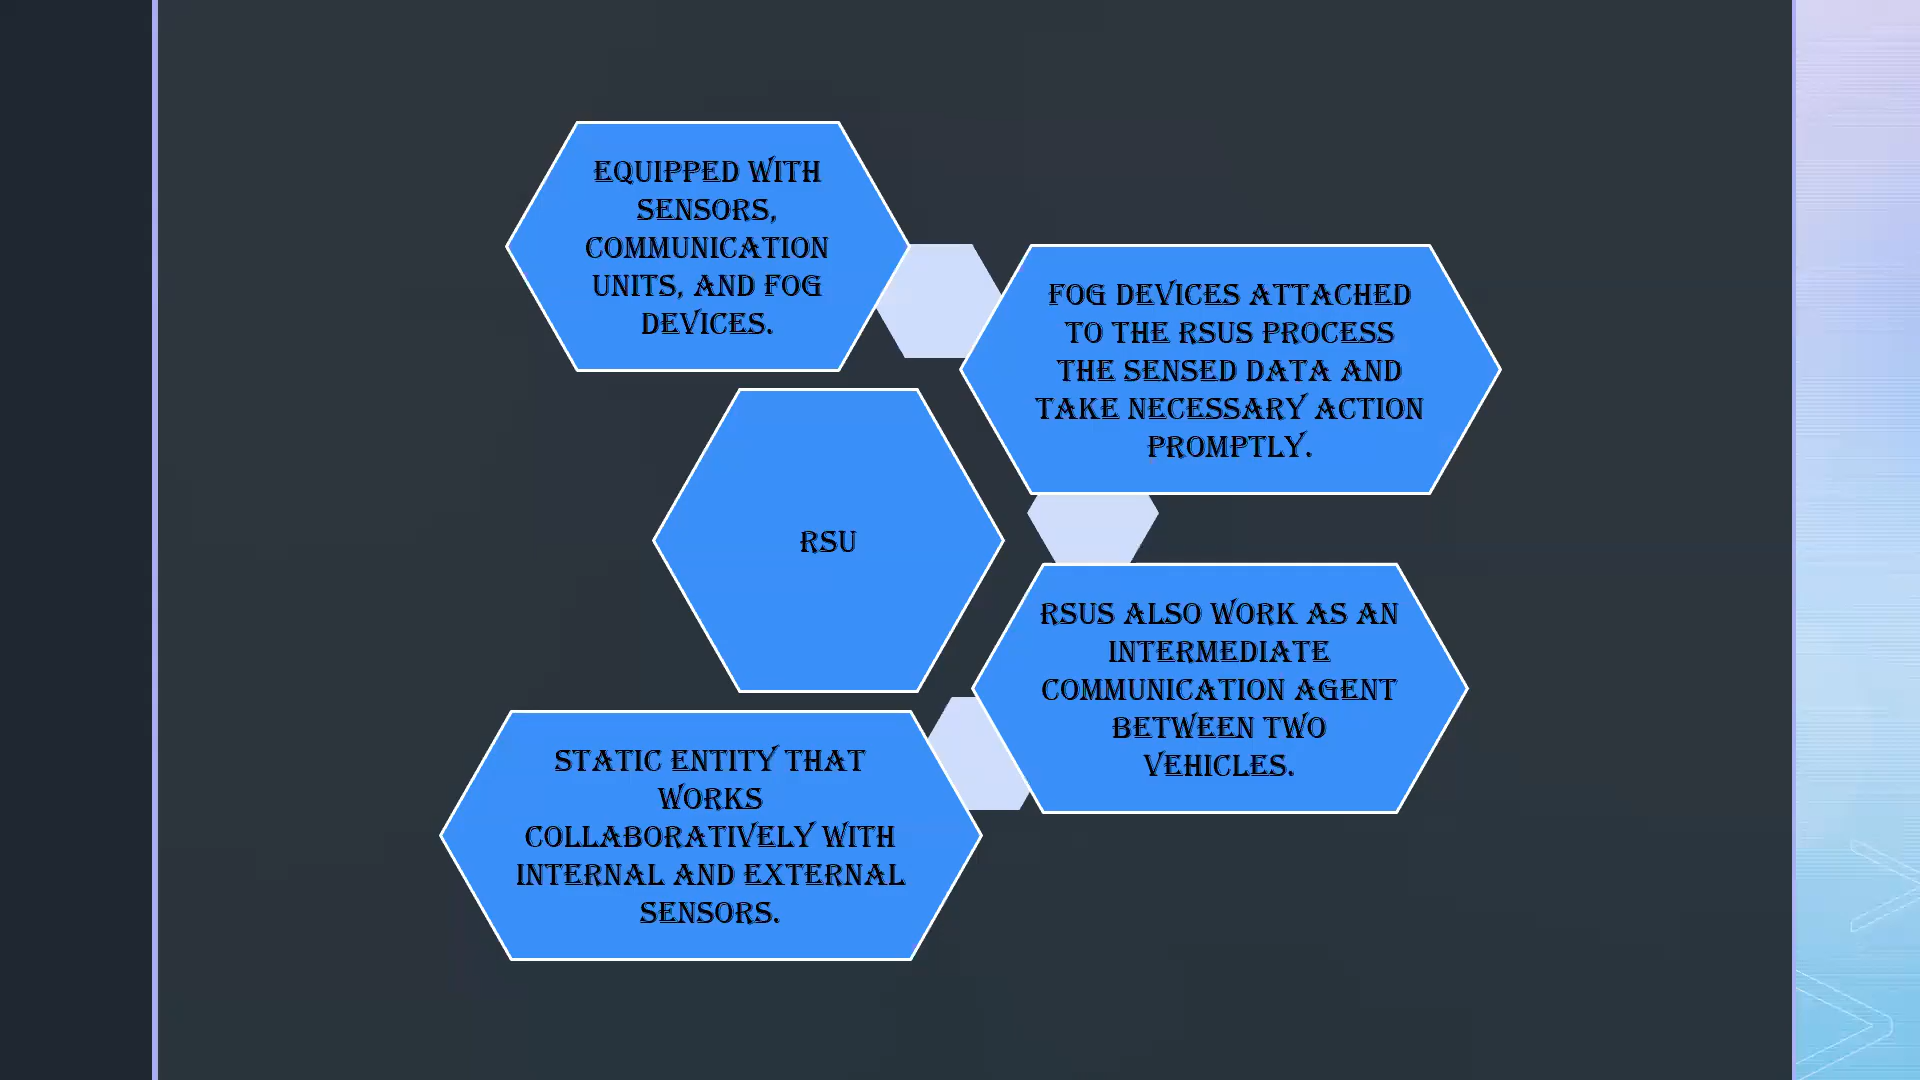 EQUIPPED WITH
SENSORS,
COMMUNICATION
UNITS, AND FOG
DEVICES.
FOG DEVICES ATTACHED
TO THE RSUS PROCESS
THE SENSED DATA AND
TAKE NECESSARY ACTION
PROMPTLY.
RSU
RSUS ALSO WORK AS AN
INTERMEDIATE
COMMUNICATION AGENT
BETWEEN TWO
VEHICLES.
STATIC ENTITY THAT
WORKS
COLLABORATIVELY WITH
INTERNAL AND EXTERNAL
SENSORS.